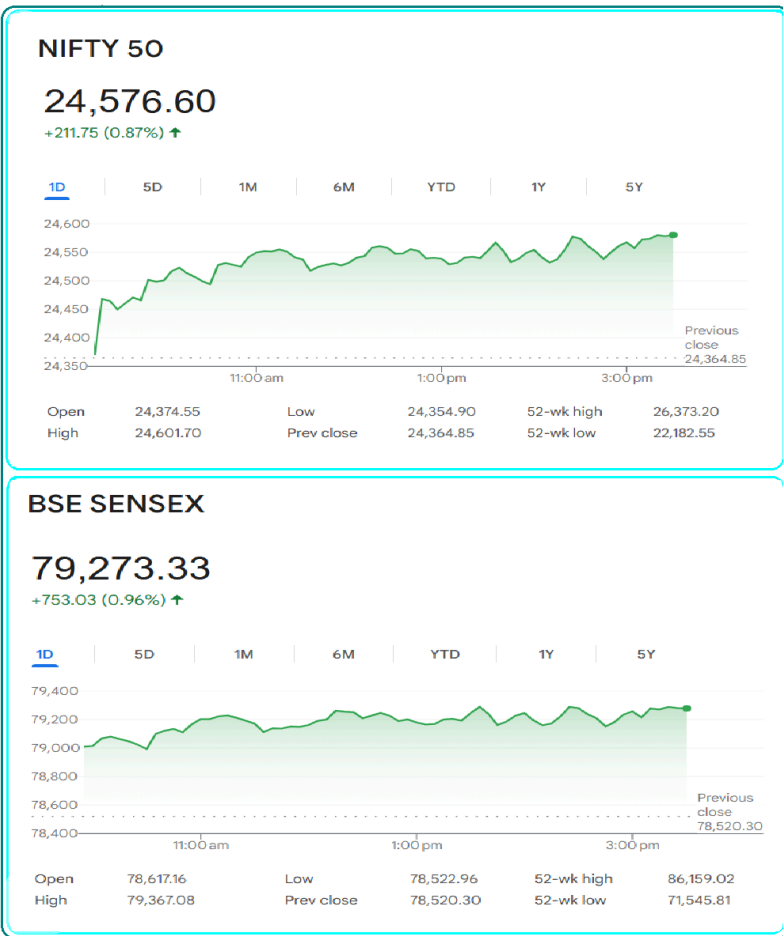 NIFTY 50
24,576.60
+211.75 (0.87%) ↑
1D 5D 1M 6M YTD 1Y 5Y
24,600
24,550
24,500
24,450
24,400
24,350
Previous
close
24,364.85
11:00 am 1:00 pm 3:00 pm
Open 24,374.55 Low 24,354.90 52-wk high 26,373.20
High 24,601.70 Prev close 24,364.85 52-wk low 22,182.55
BSE SENSEX
79,273.33
+753.03 (0.96%) ↑
1D 5D 1M 6M YTD 1Y 5Y
79,400
79,200
79,000
78,800
78,600
78,400
Previous
close
78,520.30
11:00 am 1:00 pm 3:00 pm
Open 78,617.16 Low 78,522.96 52-wk high 86,159.02
High 79,367.08 Prev close 78,520.30 52-wk low 71,545.81